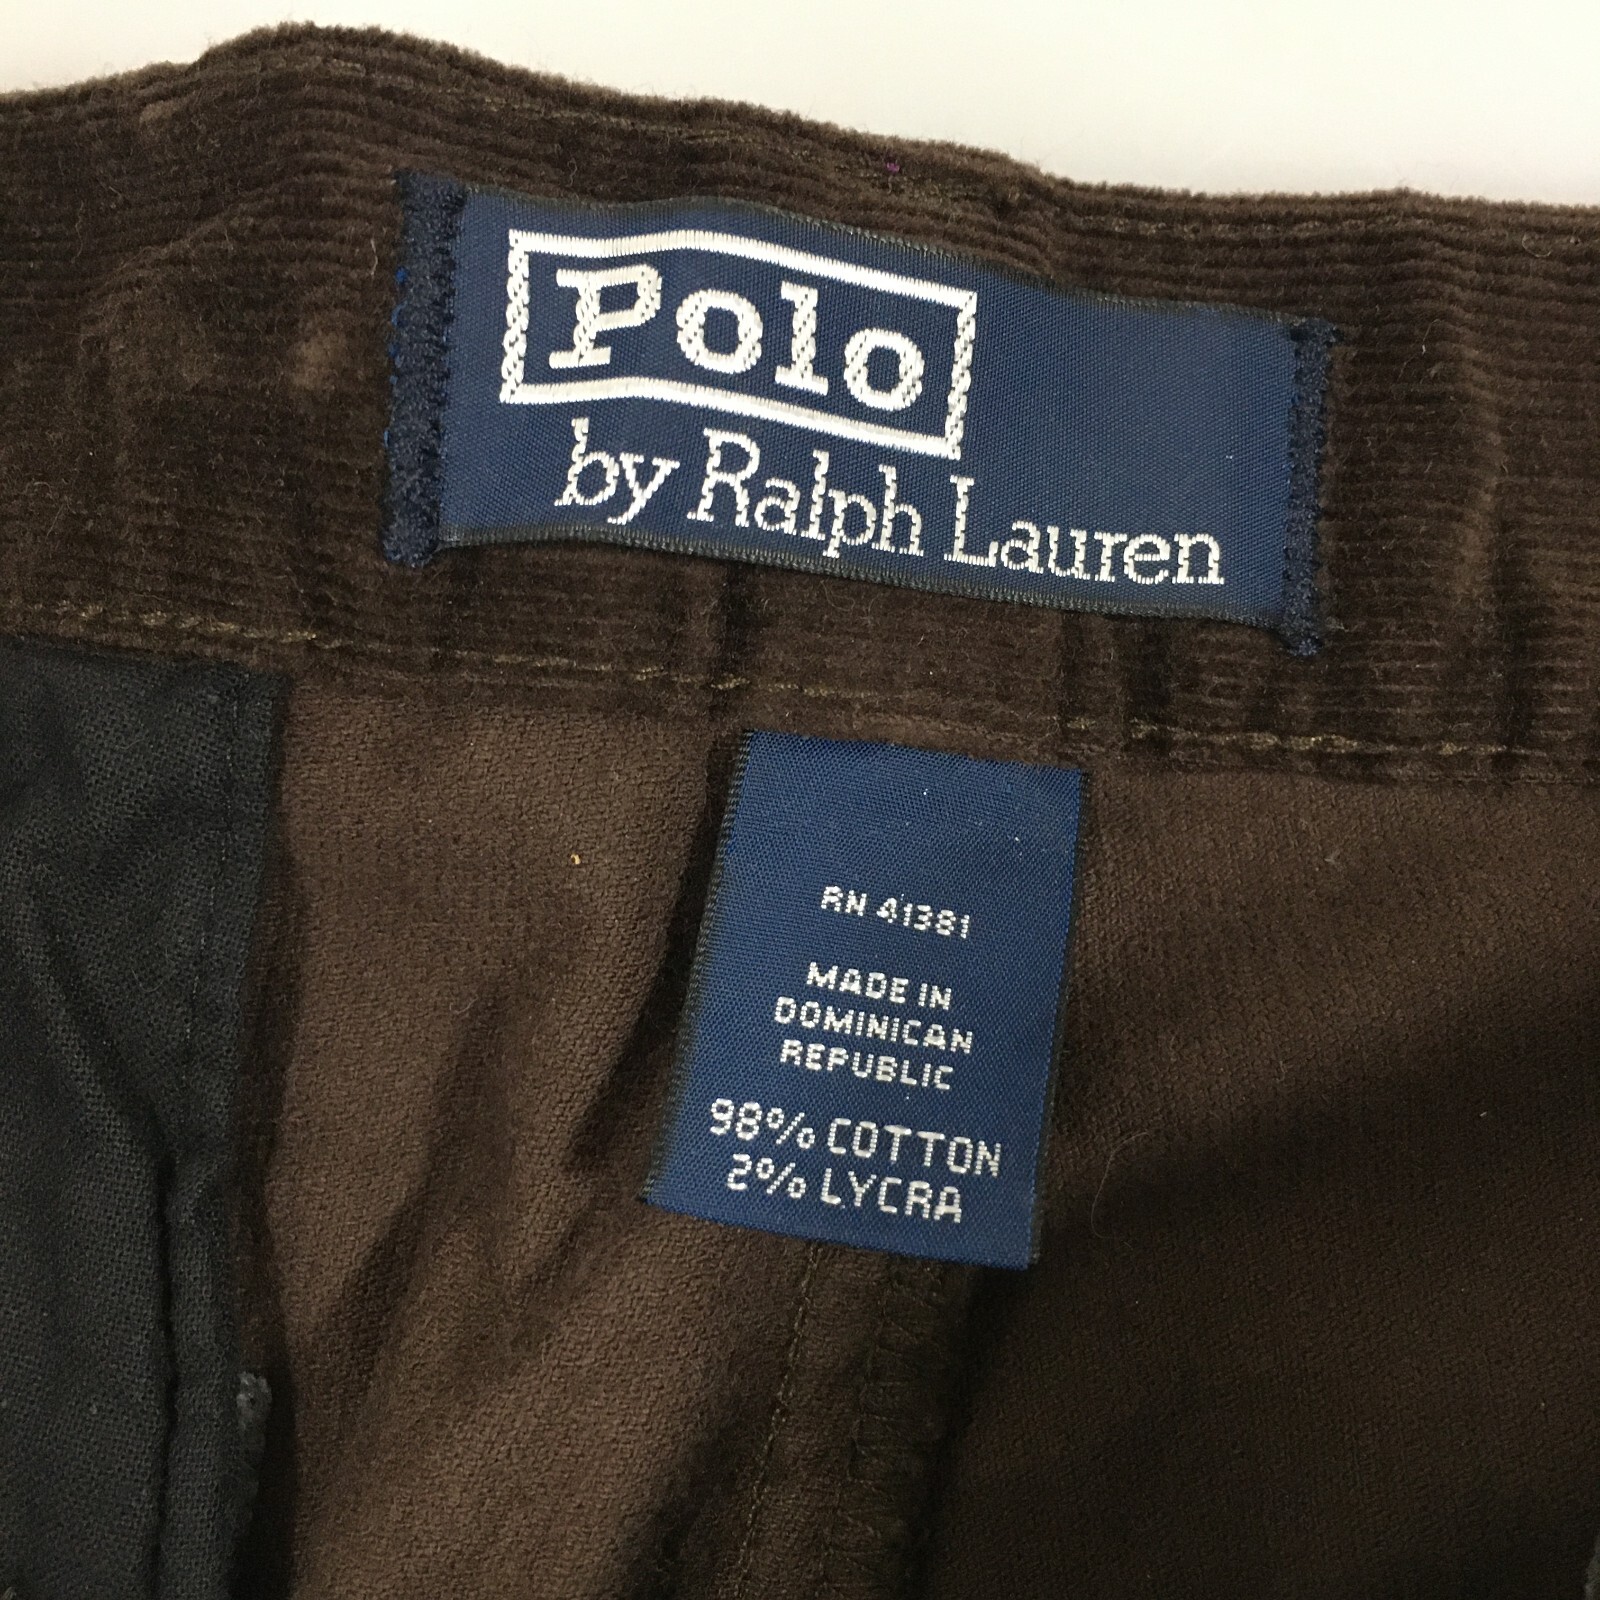 Polo
by Ralph Lauren
RN 41381
MADE IN
DOMINICAN
REPUBLIC
98% COTTON
2% LYCRA